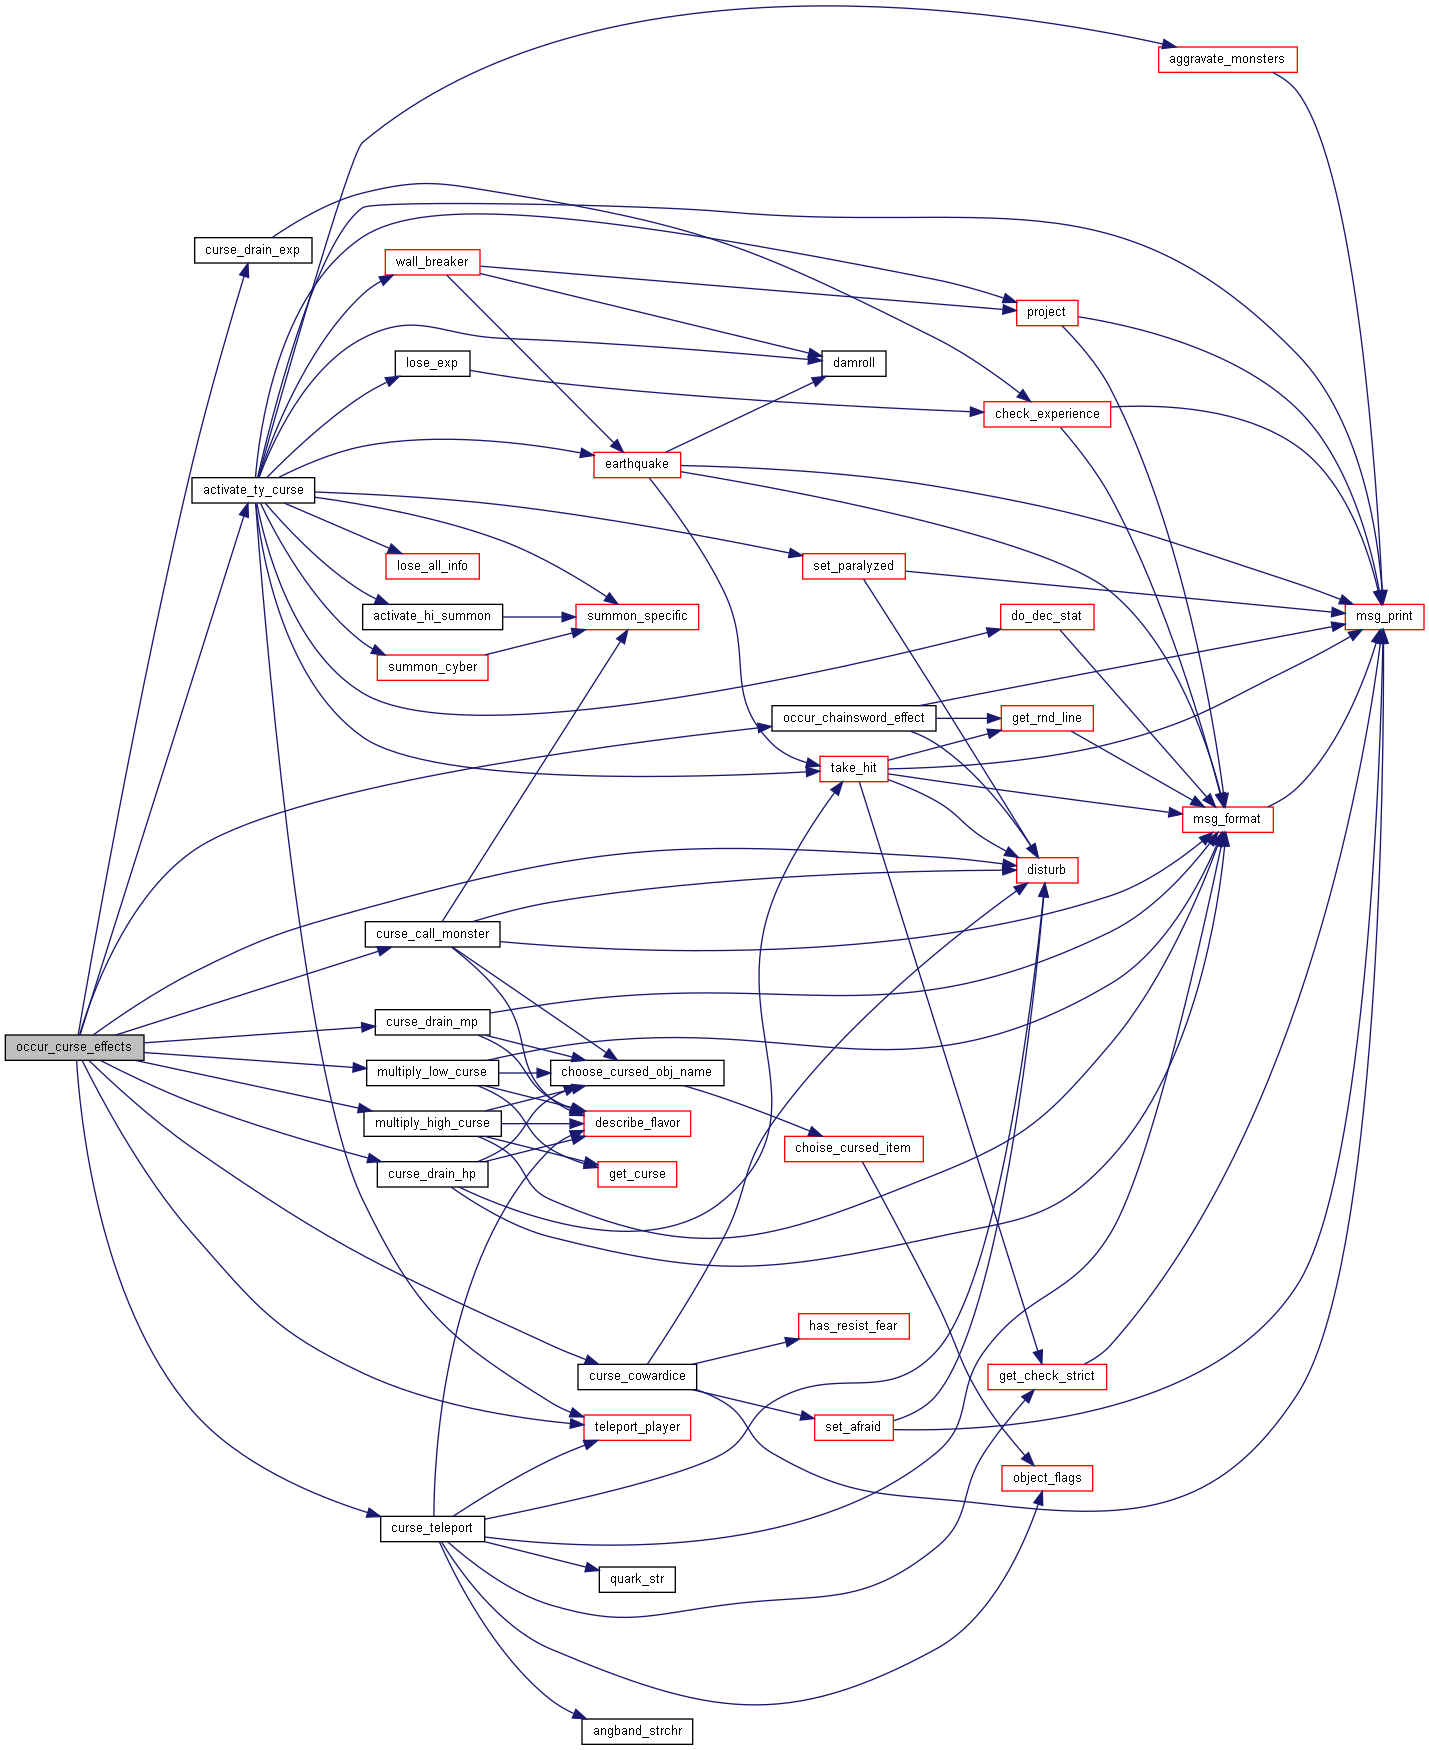 aggravate_monsters
curse_drain_exp
wall_breaker
project
lose_exp
damroll
check_experience
earthquake
activate_ty_curse
lose_all_info
set_paralyzed
activate_hi_summon
summon_specific
do_dec_stat
msg_print
summon_cyber
occur_chainsword_effect
get_rnd_line
take_hit
msg_format
disturb
curse_call_monster
curse_drain_mp
occur_curse_effects
multiply_low_curse
choose_cursed_obj_name
multiply_high_curse
describe_flavor
choise_cursed_item
curse_drain_hp
get_curse
has_resist_fear
curse_cowardice
get_check_strict
teleport_player
set_afraid
object_flags
curse_teleport
quark_str
angband_strchr